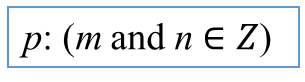 p: (m and n ∈ Z)